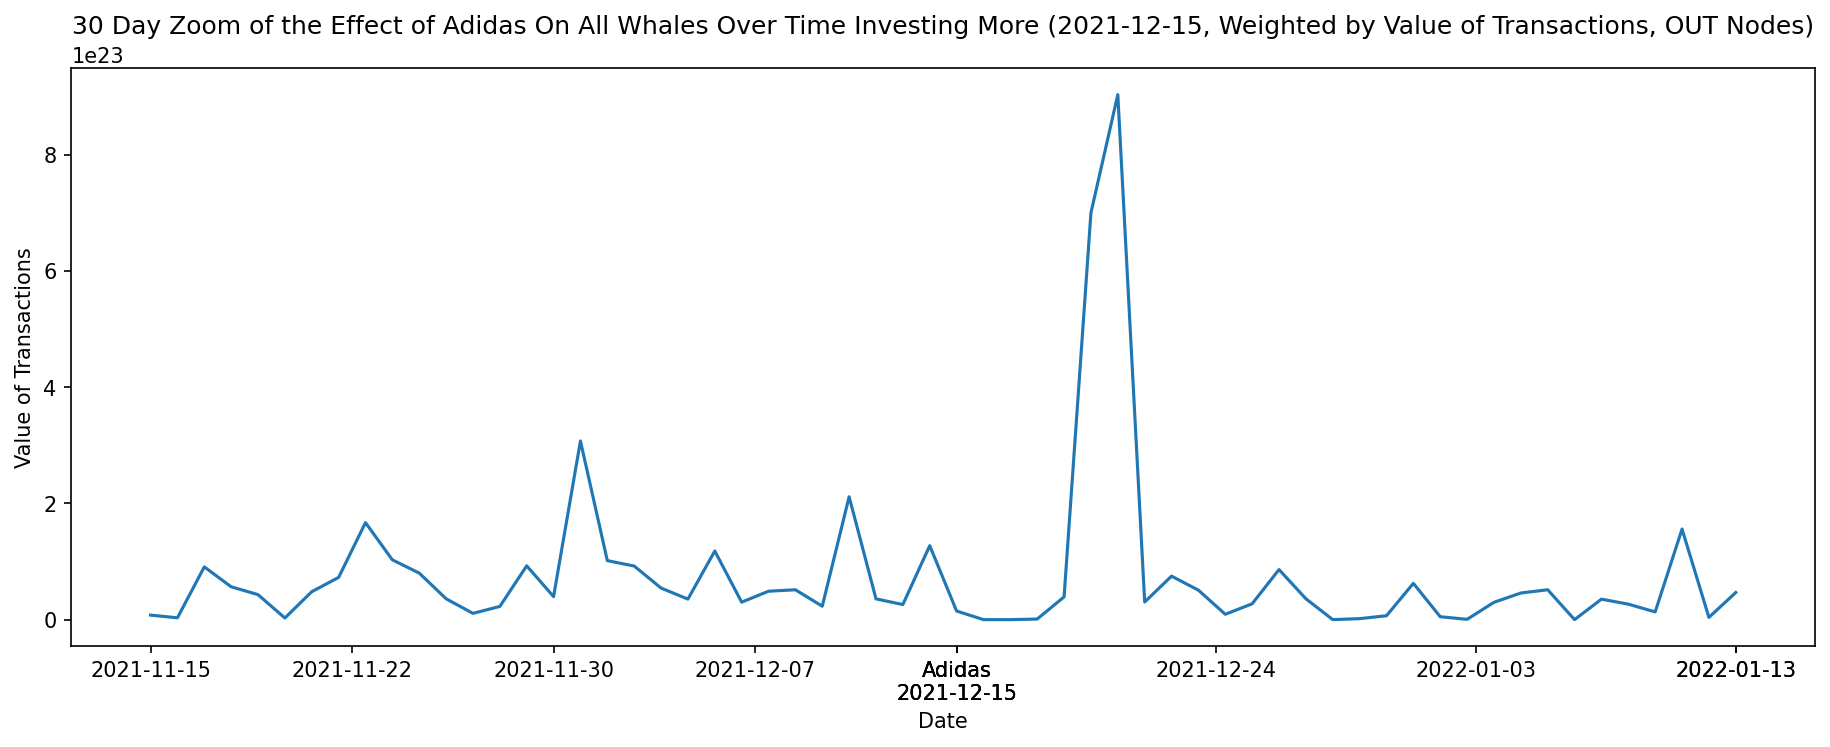 30 Day Zoom of the Effect of Adidas On All Whales Over Time Investing More (2021-12-15, Weighted by Value of Transactions, OUT Nodes)
1e23
8
6
4
2
0
Value of Transactions
2021-11-15 2021-11-22 2021-11-30 2021-12-07 Adidas 2021-12-24 2022-01-03 2022-01-13
2021-12-15
Date